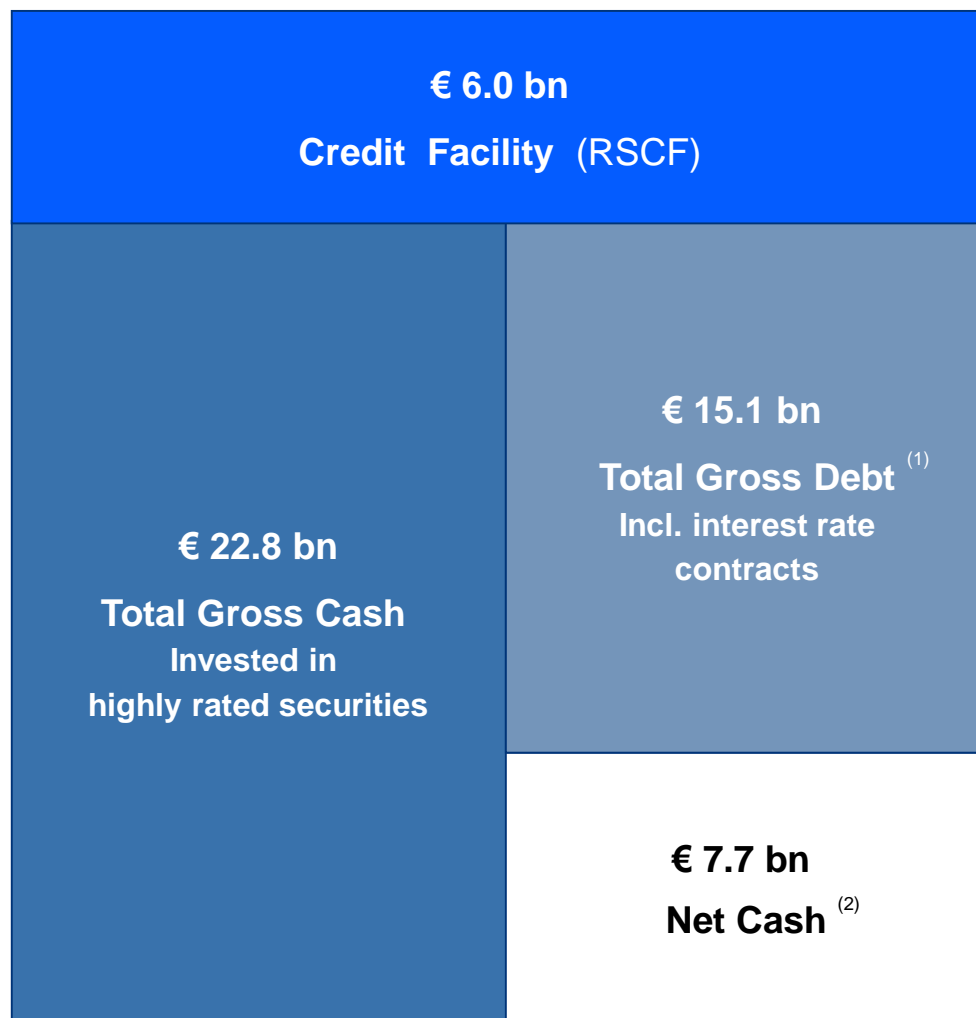 € 6.0 bn
Credit Facility (RSCF)
€ 22.8 bn
Total Gross Cash
Invested in
highly rated securities
€ 15.1 bn
Total Gross Debt (1)
Incl. interest rate
contracts
€ 7.7 bn
Net Cash (2)